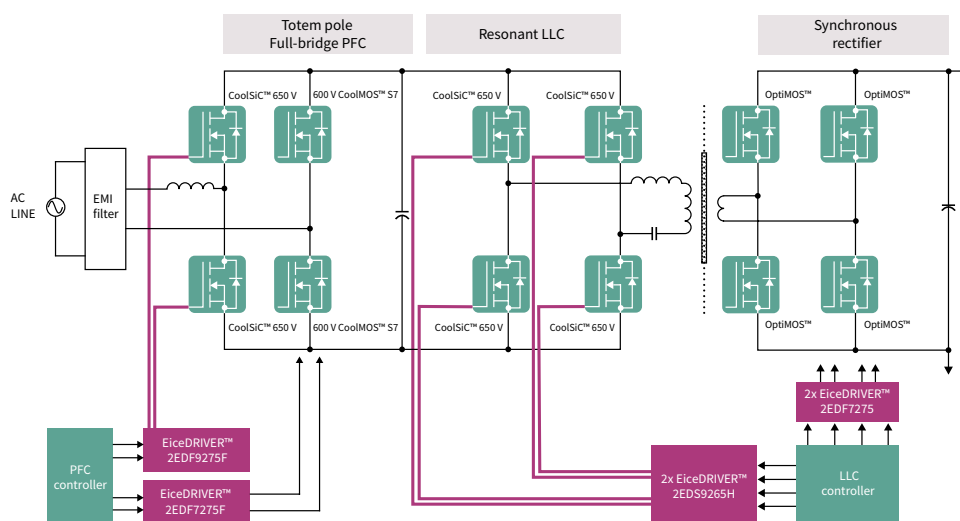 Totem pole
Full-bridge PFC
Resonant LLC
Synchronous
rectifier
CoolSiC™ 650 V
600 V CoolMOS™ S7
CoolSiC™ 650 V
CoolSiC™ 650 V
OptiMOS™
OptiMOS™
AC
LINE
EMI
filter
CoolSiC™ 650 V
600 V CoolMOS™ S7
CoolSiC™ 650 V
CoolSiC™ 650 V
OptiMOS™
OptiMOS™
PFC
controller
EiceDRIVER™
2EDF9275F
EiceDRIVER™
2EDF7275F
2x EiceDRIVER™
2EDS9265H
2x EiceDRIVER™
2EDF7275
LLC
controller